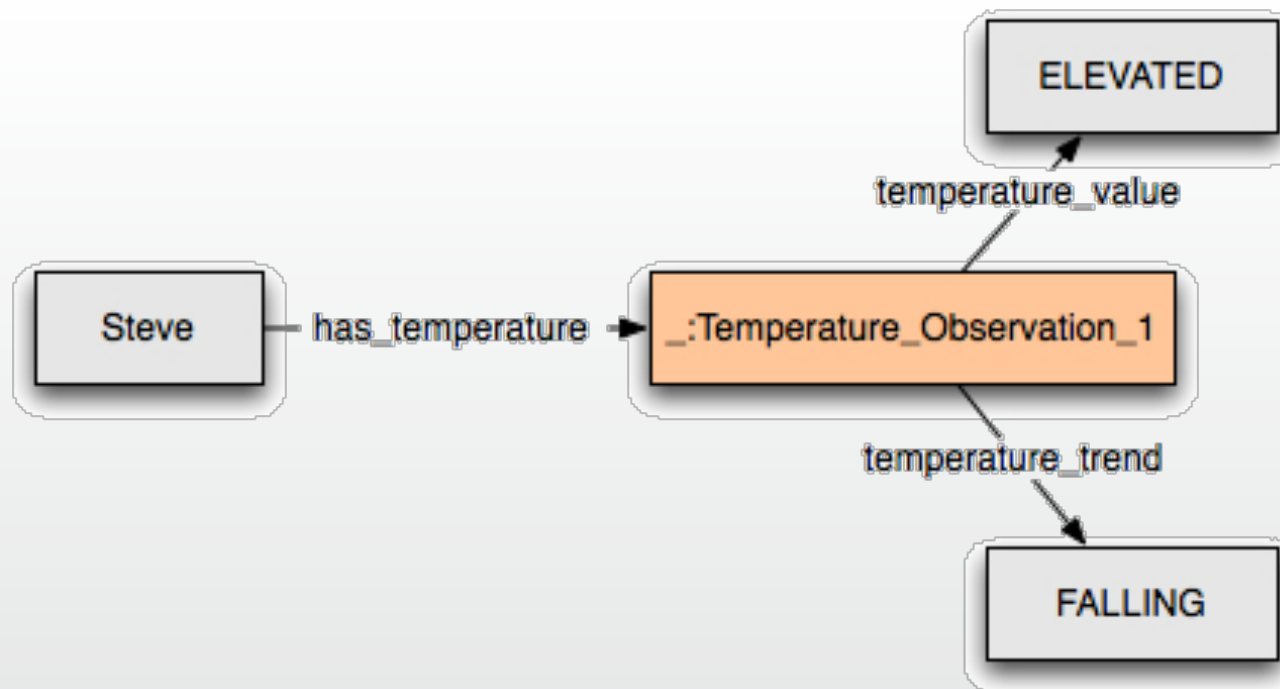 ELEVATED
temperature_value
Steve
has_temperature
_:Temperature_Observation_1
temperature_trend
FALLING